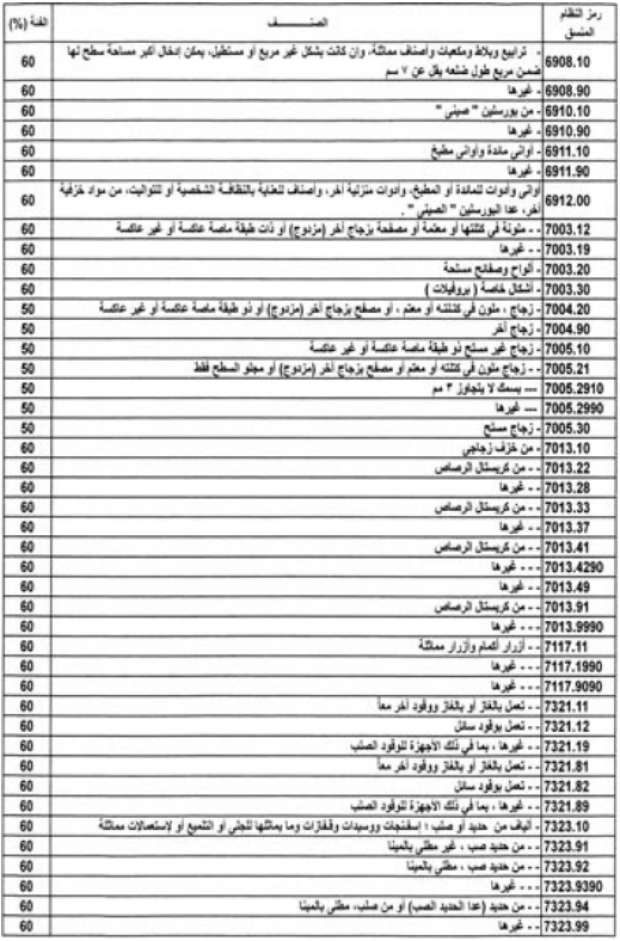 رمز النظام المنسق الصنـــــف الفئة (%)
6908.10 - ترابيع وبلاط ومكعبات وأصناف مماثلة، وإن كانت بشكل غير مربع أو مستطيل، يمكن إدخال أكبر مساحة سطح لها 60
ضمن مربع طول ضلعه يقل عن ٧ سم
6908.90 - غيرها 60
6910.10 - من بورسلين " صيني " 60
6910.90 - غيرها 60
6911.10 - أواني مائدة وأواني مطبخ 60
6911.90 - غيرها 60
6912.00 أواني وأدوات للمائدة أو المطبخ، وأدوات منزلية أخر، وأصناف للعناية بالنظافة الشخصية أو للتواليت، من مواد خزفية 60
أخر، عدا البورسلين " الصيني " .
7003.12 - - ملونة في كتلتها أو معتمة أو مصفحة بزجاج أخر (مزدوج) أو ذات طبقة ماصة عاكسة أو غير عاكسة 60
7003.19 - - غيرها 60
7003.20 - ألواح وصفائح مسلحة 60
7003.30 - أشكال خاصة ( بروفيلات ) 60
7004.20 - زجاج ، ملون في كتلته أو معتم ، أو مصفح بزجاج أخر (مزدوج) أو ذو طبقة ماصة عاكسة أو غير عاكسة 50
7004.90 - زجاج أخر 50
7005.10 - زجاج غير مسلح ذو طبقة ماصة عاكسة أو غير عاكسة 50
7005.21 - - زجاج ملون في كتلته أو معتم أو مصفح بزجاج أخر (مزدوج) أو مجلو السطح فقط 50
7005.2910 --- بسمك لا يتجاوز ٣ مم 50
7005.2990 --- غيرها 50
7005.30 - زجاج مسلح 50
7013.10 - من خزف زجاجي 60
7013.22 - - من كريستال الرصاص 60
7013.28 - - غيرها 60
7013.33 - - من كريستال الرصاص 60
7013.37 - - غيرها 60
7013.41 - - من كريستال الرصاص 60
7013.4290 - - - غيرها 60
7013.49 - - غيرها 60
7013.91 - - من كريستال الرصاص 60
7013.9990 - - - غيرها 60
7117.11 - - أزرار أكمام وأزرار مماثلة 60
7117.1990 - - - غيرها 60
7117.9090 - - - غيرها 60
7321.11 - - تعمل بالغاز أو بالغاز ووقود أخر معاً 60
7321.12 - - تعمل بوقود سائل 60
7321.19 - - غيرها ، بما في ذلك الأجهزة للوقود الصلب 60
7321.81 - - تعمل بالغاز أو بالغاز ووقود أخر معاً 60
7321.82 - - تعمل بوقود سائل 60
7321.89 - - غيرها ، بما في ذلك الأجهزة للوقود الصلب 60
7323.10 - ألياف من حديد أو صلب ؛ إسفنجات ووسيدات وقفازات وما يماثلها للجلي أو التلميع أو لإستعمالات مماثلة 60
7323.91 - - من حديد صب ، غير مطلي بالمينا 60
7323.92 - - من حديد صب ، مطلي بالمينا 60
7323.9390 - - - غيرها 60
7323.94 - - من حديد (عدا الحديد الصب) أو من صلب، مطلي بالمينا 60
7323.99 - - غيرها 60